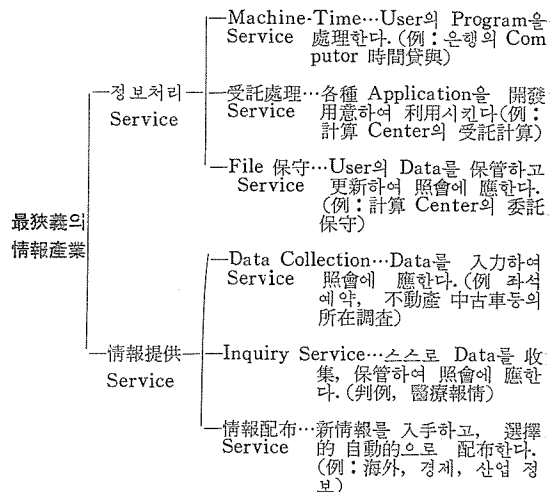 Machine-Time…User의 Program을
Service 處理한다. (例：은행의 Com
putor 時間貸與)
정보처리
Service
受託處理…各種 Application을 開發
Service 用意하여 利用시킨다(例：
計算 Center의 受託計算)
File 保守…User의 Data를 保管하고
Service 更新하여 照會에 應한다.
(例：計算 Center의 委託
保守)
最狹義의
情報產業
Data Collection…Data를 入力하여
Service 照會에 應한다. (例 좌석
예약, 不動產 中古車등의
所在調査)
情報提供
Service
Inquiry Service…스스로 Data를 收
集, 保管하여 照會에 應한
다. (判例, 醫療報情)
情報配布…新情報를 入手하고, 選擇
Service 的 自動的으로 配布한다.
(例：海外, 경제, 산업 정
보)